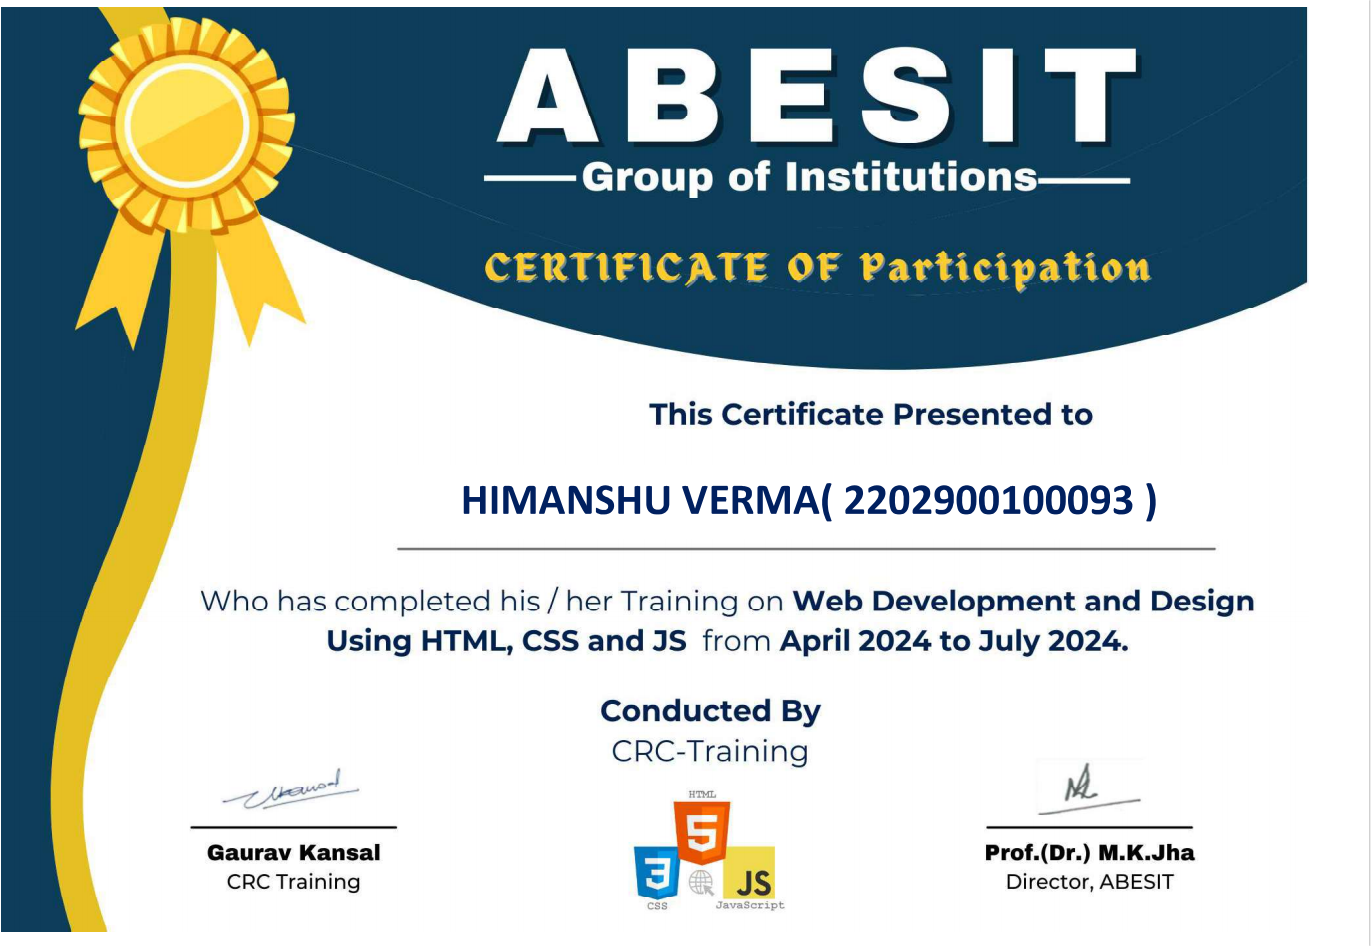 ABESIT
Group of Institutions
CERTIFICATE OF Participation
This Certificate Presented to
HIMANSHU VERMA( 2202900100093 )
Who has completed his / her Training on Web Development and Design
Using HTML, CSS and JS from April 2024 to July 2024.
Conducted By
CRC-Training
HTML
5
3
JS
CSS
JavaScript
Gaurav Kansal
CRC Training
Prof.(Dr.) M.K.Jha
Director, ABESIT